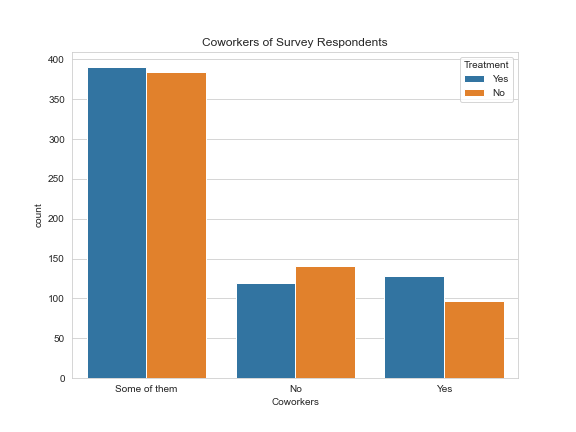 Coworkers of Survey Respondents
400
350
300
250
200
150
100
50
0
count
Treatment
Yes
No
Some of them
No
Yes
Coworkers